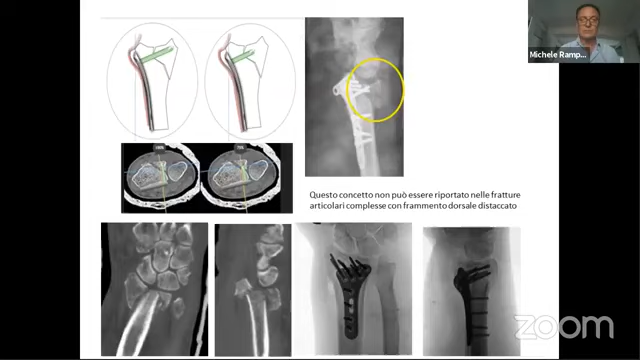 Michele Ramp...
Questo concetto non può essere riportato nelle fratture
articolari complesse con frammento dorsale distaccato
zoom